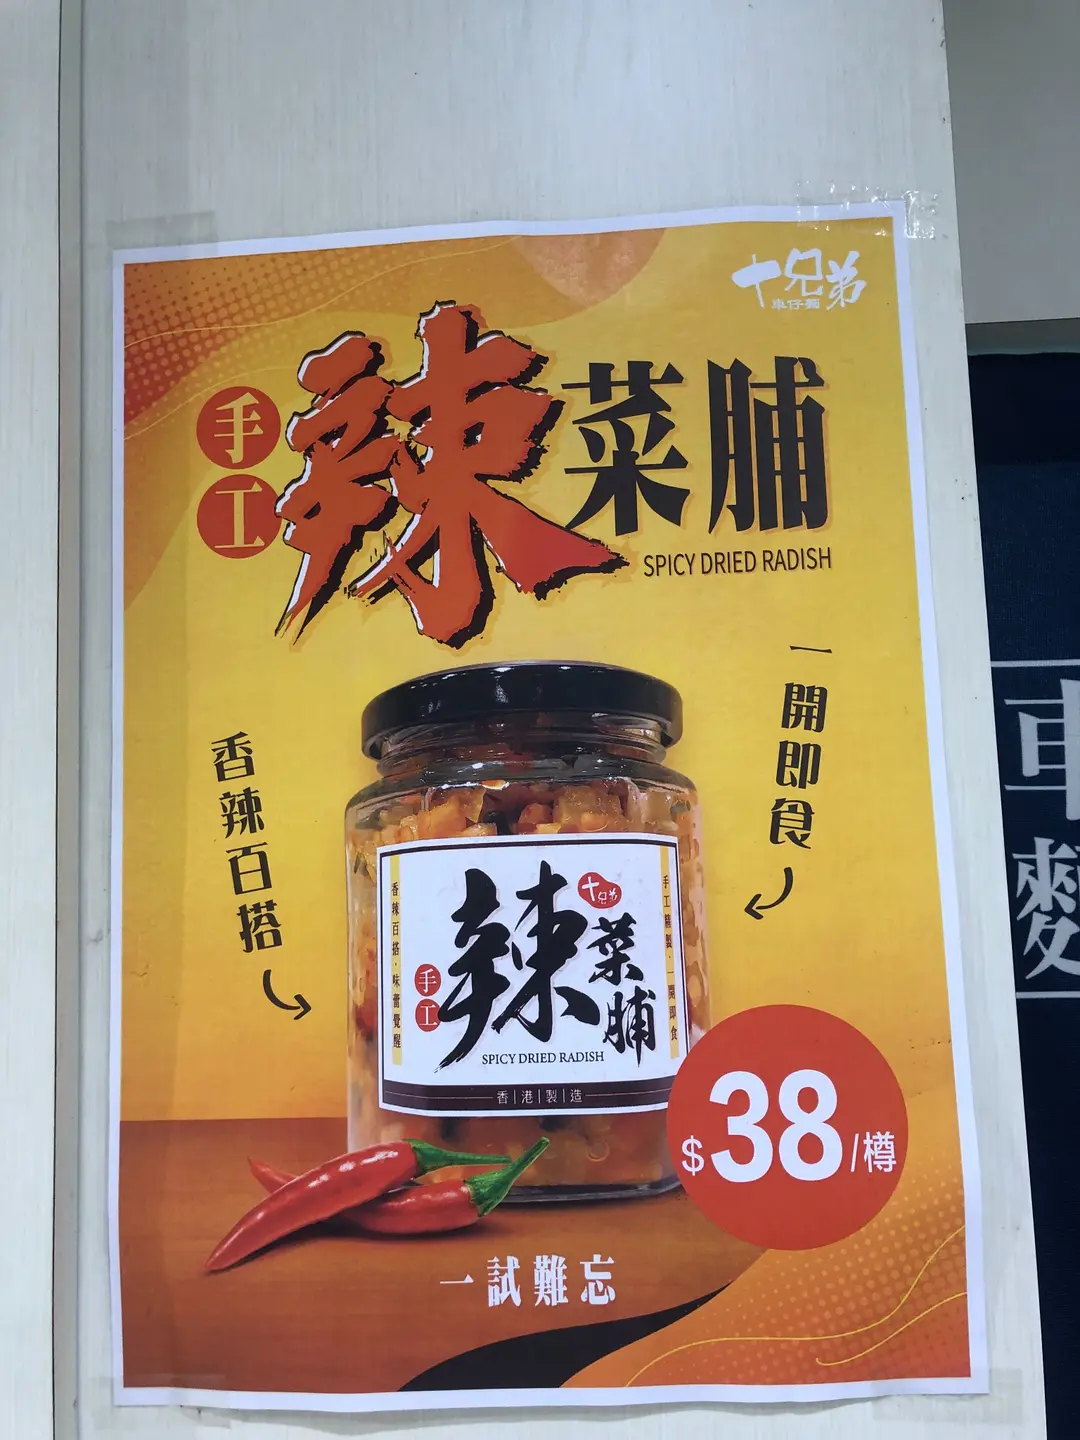 十兄弟
車仔麵
手工
辣菜脯
SPICY DRIED RADISH
一開即食
香辣百搭
香辣百搭·味蕾覺醒
手工
辣菜脯
十兄弟
手工精製·一開即食
SPICY DRIED RADISH
香|港|製|造
$38/樽
一試難忘
車
麵